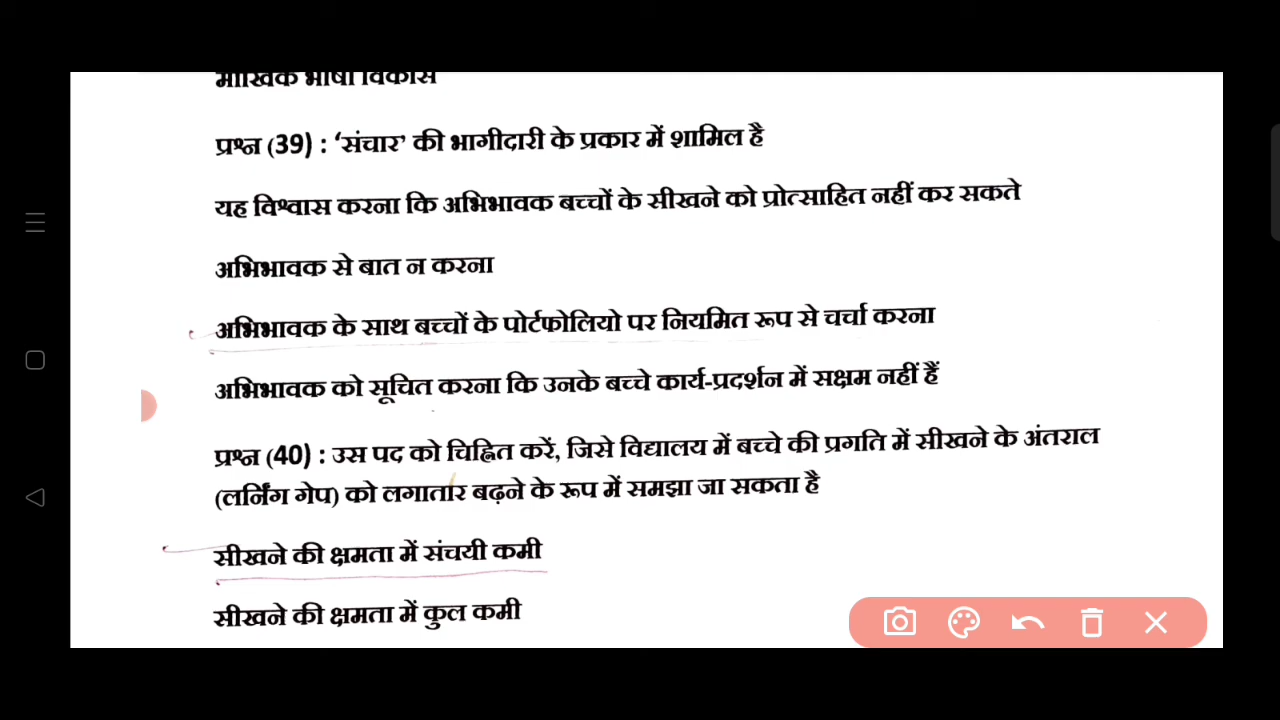 मौखिक भाषा विकास
प्रश्न (39) : ‘संचार’ की भागीदारी के प्रकार में शामिल है
यह विश्वास करना कि अभिभावक बच्चों के सीखने को प्रोत्साहित नहीं कर सकते
अभिभावक से बात न करना
अभिभावक के साथ बच्चों के पोर्टफोलियो पर नियमित रूप से चर्चा करना
अभिभावक को सूचित करना कि उनके बच्चे कार्य-प्रदर्शन में सक्षम नहीं हैं
प्रश्न (40) : उस पद को चिह्नित करें, जिसे विद्यालय में बच्चे की प्रगति में सीखने के अंतराल
(लर्निंग गेप) को लगातार बढ़ने के रूप में समझा जा सकता है
सीखने की क्षमता में संचयी कमी
सीखने की क्षमता में कुल कमी